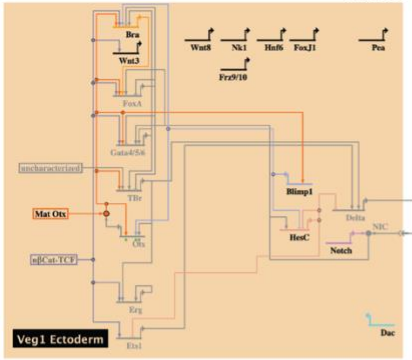 Bra
Wnt3
Wnt8
Nk1
Hnf6
FoxJ1
Pea
Frz9/10
FoxA
Gata4/5/6
uncharacterized
TBr
Blimp1
Mat Otx
Delta
Otx
HesC
NIC
Notch
nβCat-TCF
Erg
Veg1 Ectoderm
Ets1
Dac